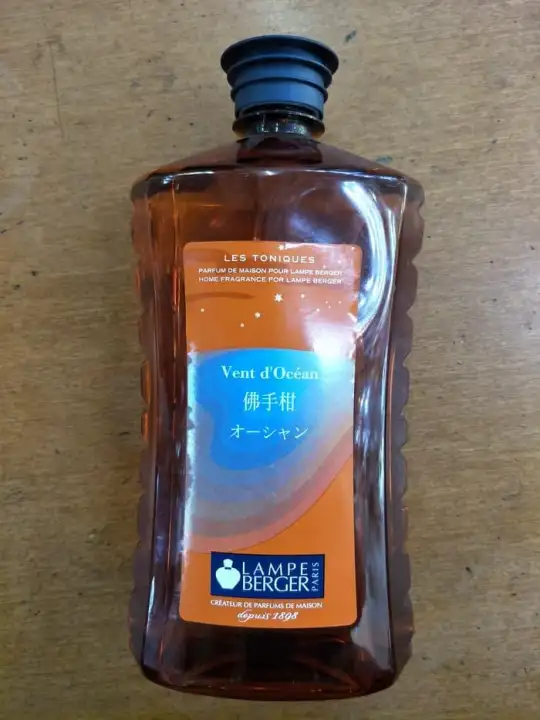 LES TONIQUES
PARFUM DE MAISON POUR LAMPE BERGER
HOME FRAGRANCE FOR LAMPE BERGER
Vent d'Océan
佛手柑
オーシャン
LAMPE
BERGER
PARIS
CRÉATEUR DE PARFUMS DE MAISON
depuis 1898